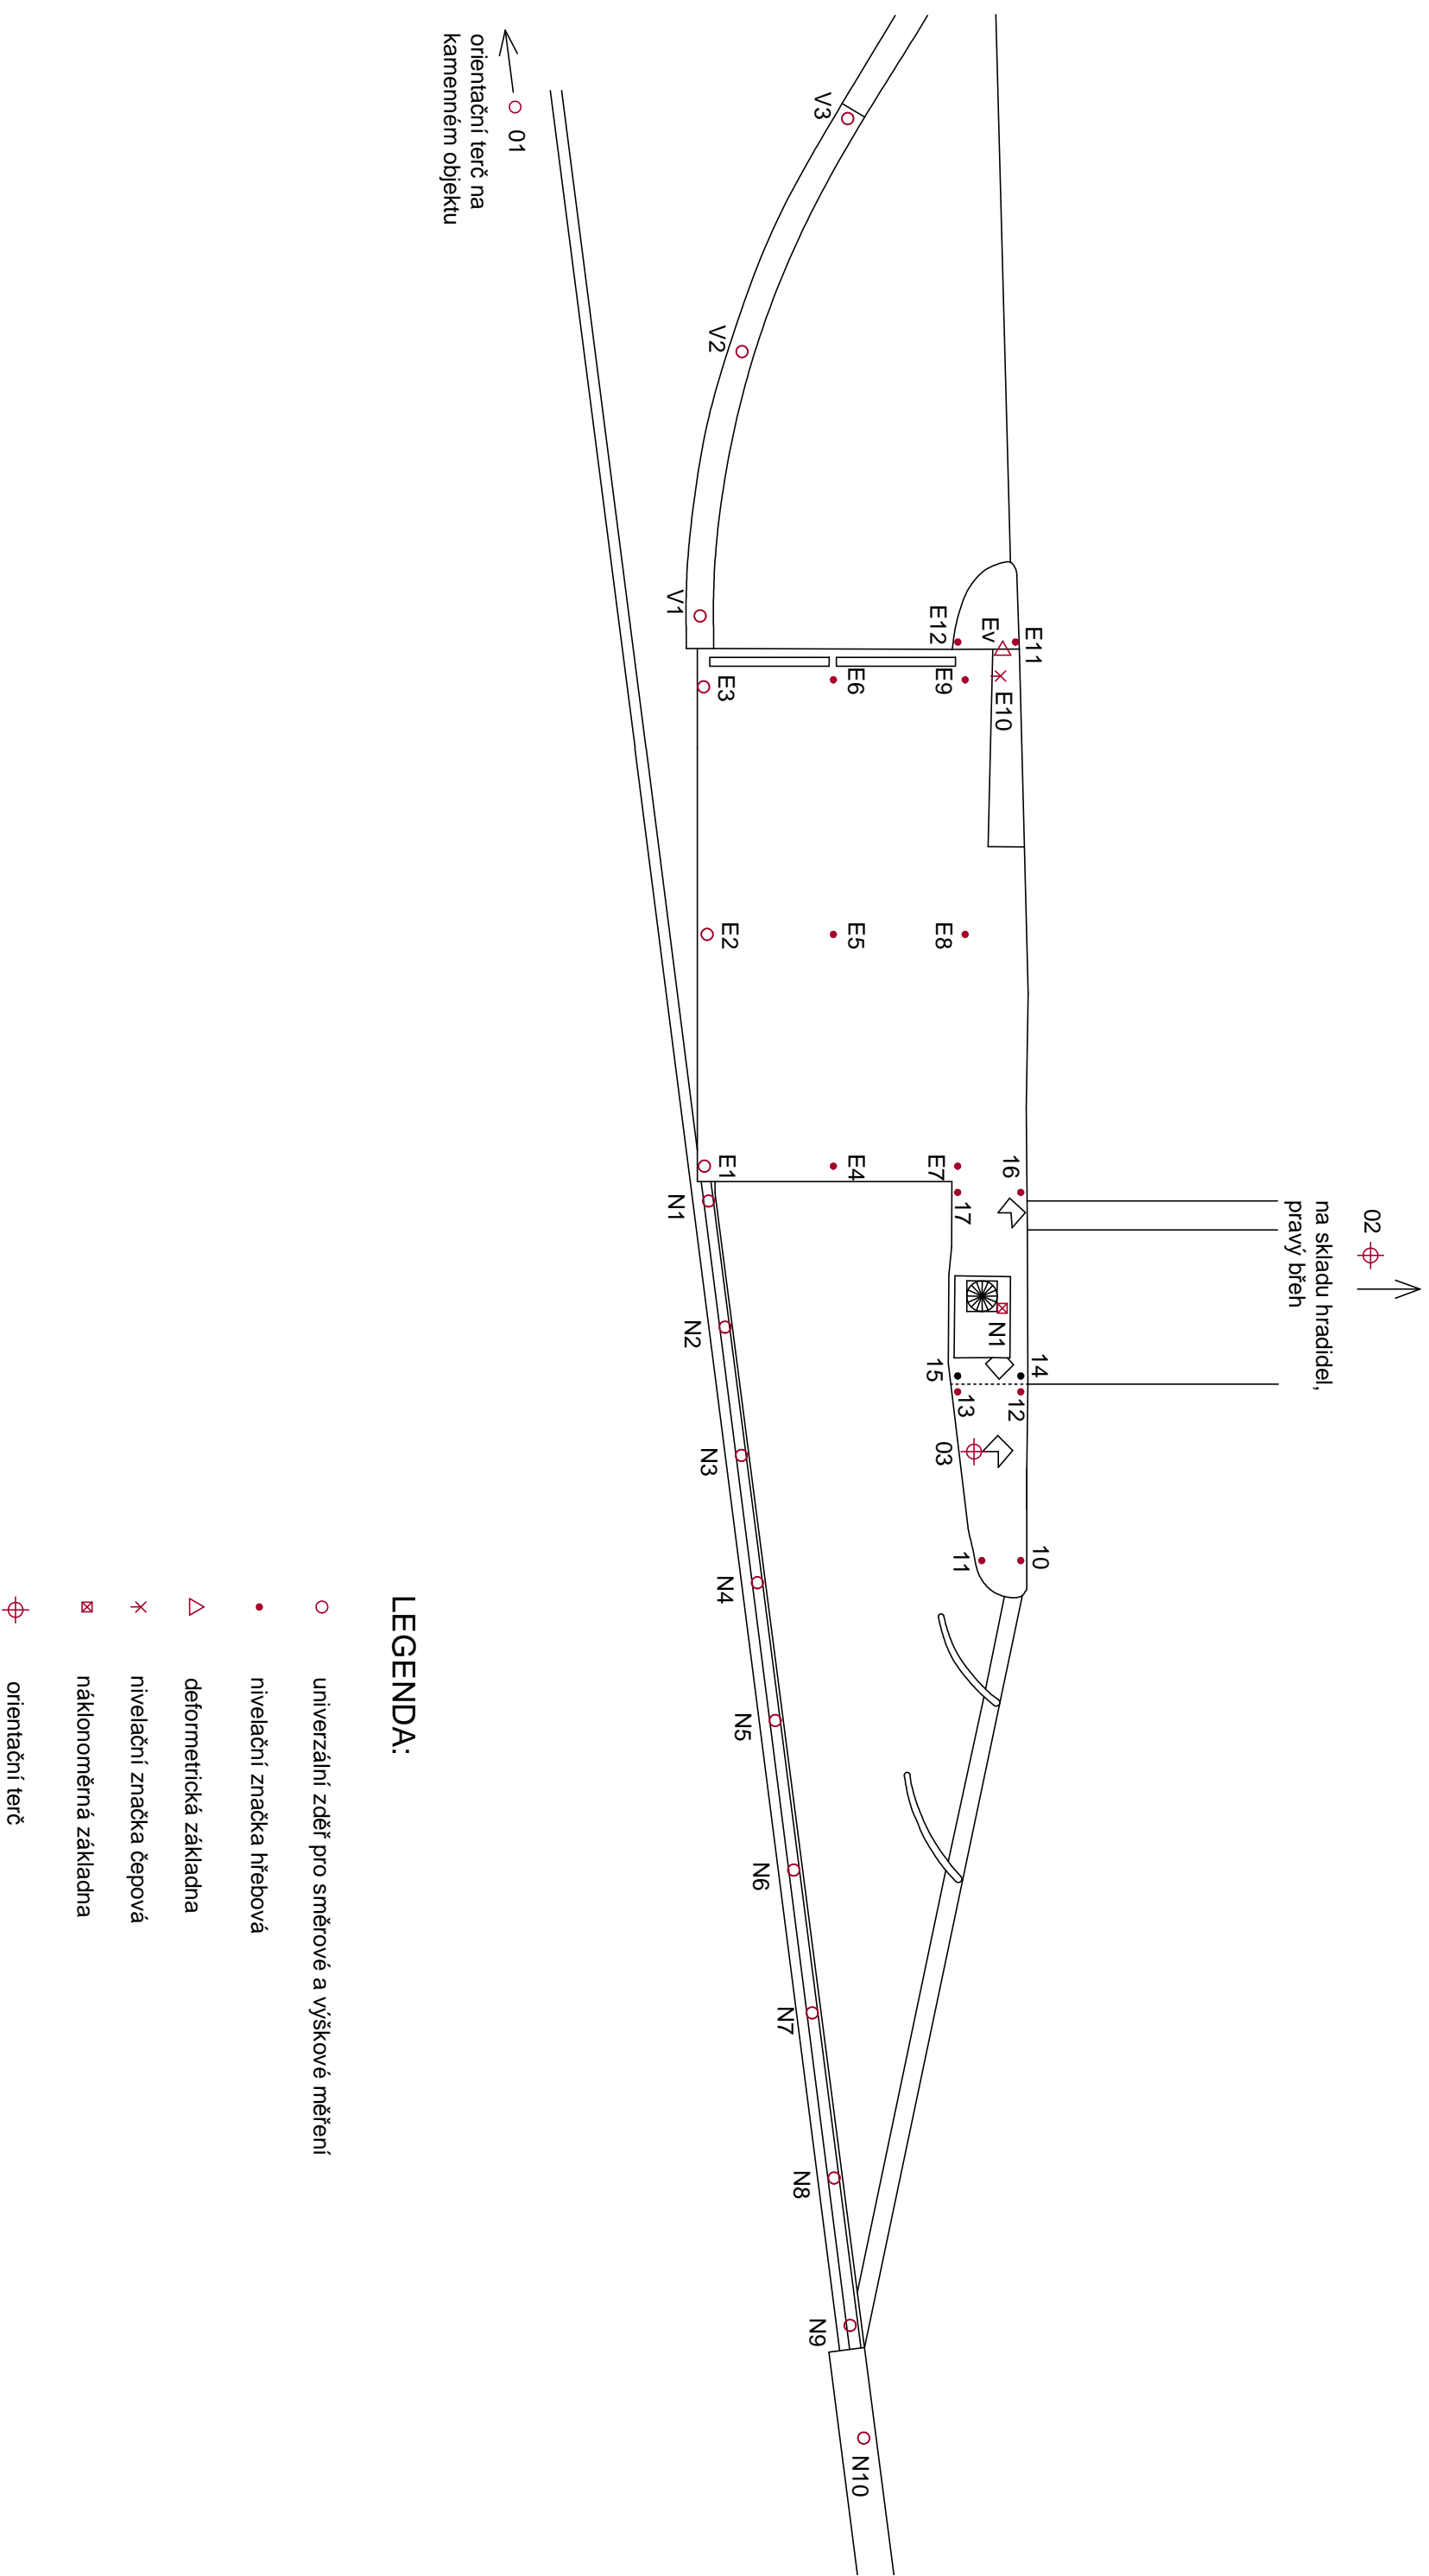 02
na skladu hradidel,
pravý břeh
V3
V2
V1
01
orientační terč na
kamenném objektu
E12
Ev
E11
E3
E6
E9
E10
E2
E5
E8
E1
E4
E7
16
17
N1
N1
14
15
13
12
03
11
10
N2
N3
N4
N5
N6
N7
N8
N9
N10
LEGENDA:
univerzální zděř pro směrové a výškové měření
nivelační značka hřebová
deformetrická základna
nivelační značka čepová
náklonoměrná základna
orientační terč